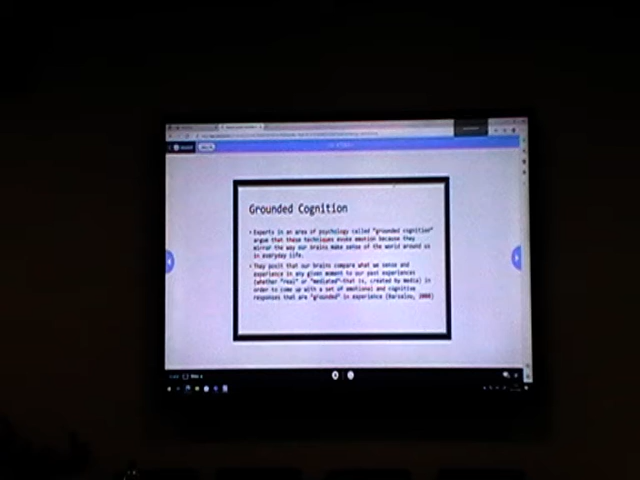 Grounded Cognition
• Experts in an area of psychology called "grounded cognition"
argue that these techniques evoke emotion because they
mirror the way our brains make sense of the world around us
in everyday life.
• They posit that our brains compare what we sense and
experience in any given moment to our past experiences
(whether "real" or "mediated"—that is, created by media) in
order to come up with a set of emotional and cognitive
responses that are "grounded" in experience (Barsalou, 2008)